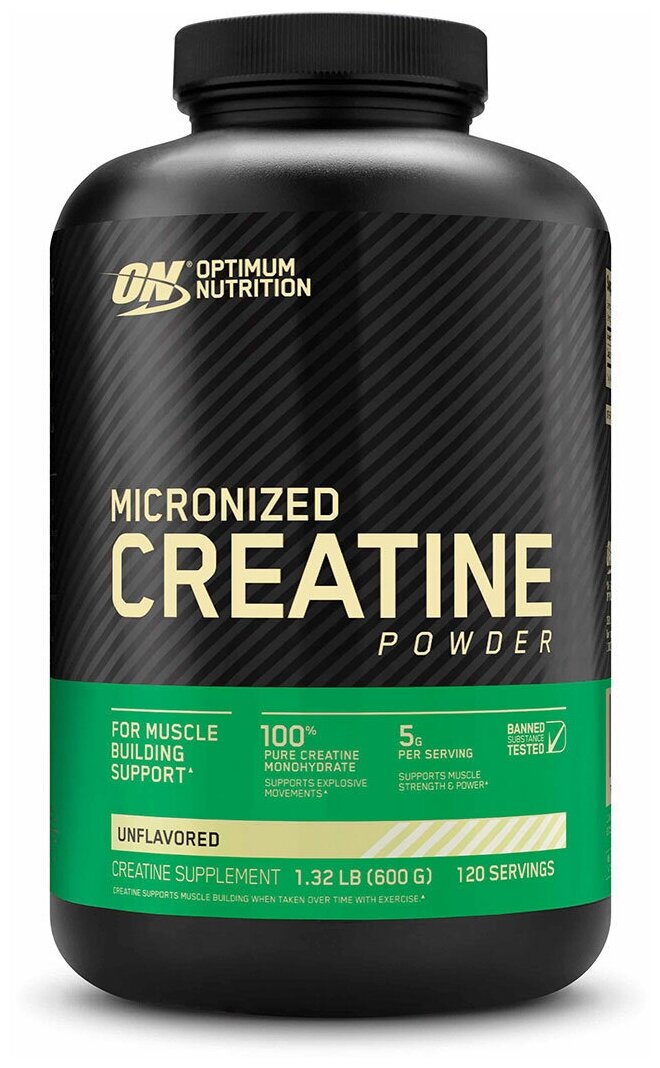 ON® OPTIMUM
NUTRITION
MICRONIZED
CREATINE
POWDER
FOR MUSCLE
BUILDING
SUPPORT▲
100%
PURE CREATINE
MONOHYDRATE
SUPPORTS EXPLOSIVE
MOVEMENTS▲
5G
PER SERVING
SUPPORTS MUSCLE
STRENGTH & POWER▲
BANNED
SUBSTANCE
TESTED
UNFLAVORED
CREATINE SUPPLEMENT 1.32 LB (600 G) 120 SERVINGS
CREATINE SUPPORTS MUSCLE BUILDING WHEN TAKEN OVER TIME WITH EXERCISE.▲